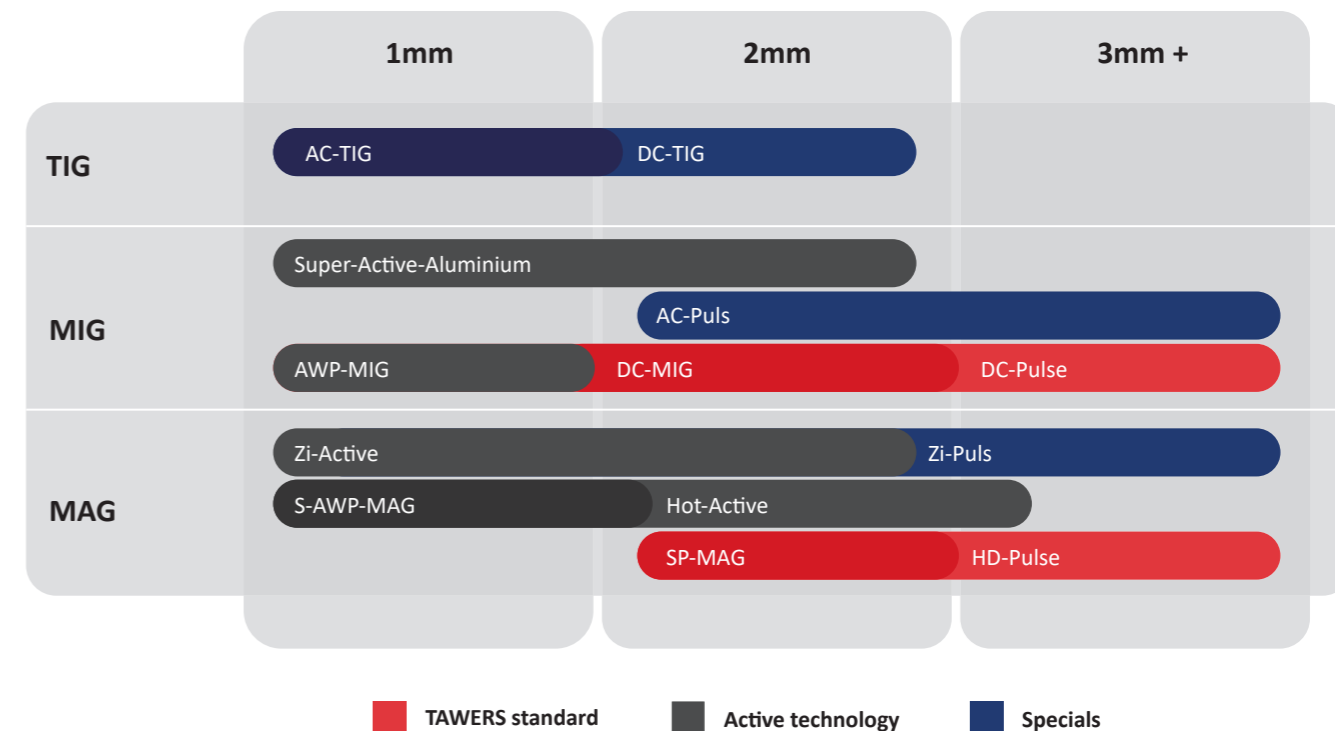 1mm 2mm 3mm +
TIG
AC-TIG DC-TIG
MIG
Super-Active-Aluminium
AC-Puls
AWP-MIG DC-MIG DC-Pulse
MAG
Zi-Active Zi-Puls
S-AWP-MAG Hot-Active
SP-MAG HD-Pulse
TAWERS standard Active technology Specials